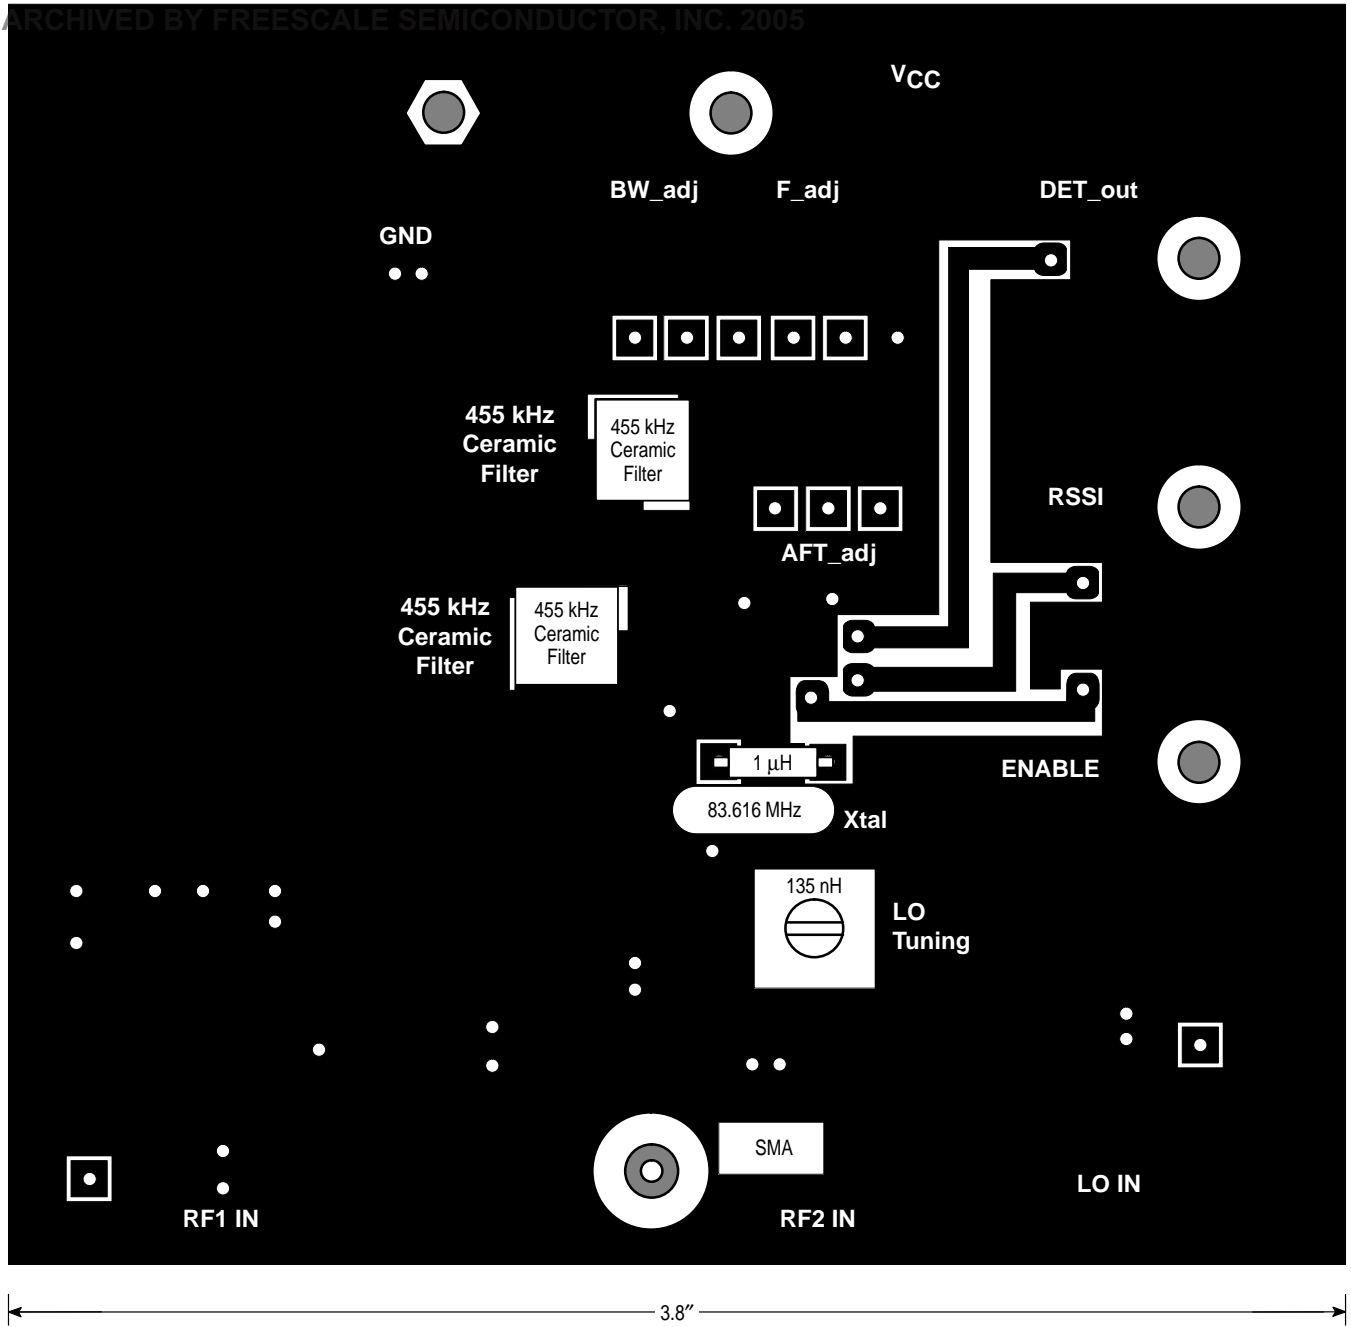 ARCHIVED BY FREESCALE SEMICONDUCTOR, INC. 2005
VCC
BW_adj
F_adj
DET_out
GND
455 kHz
Ceramic
Filter
455 kHz
Ceramic
Filter
RSSI
AFT_adj
455 kHz
Ceramic
Filter
455 kHz
Ceramic
Filter
1 μH
ENABLE
83.616 MHz
Xtal
135 nH
LO
Tuning
SMA
LO IN
RF1 IN
RF2 IN
3.8″